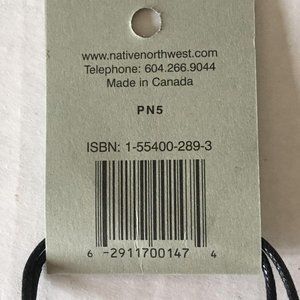 www.nativenorthwest.com
Telephone: 604.266.9044
Made in Canada
PN5
ISBN: 1-55400-289-3
6 -2911700147 4